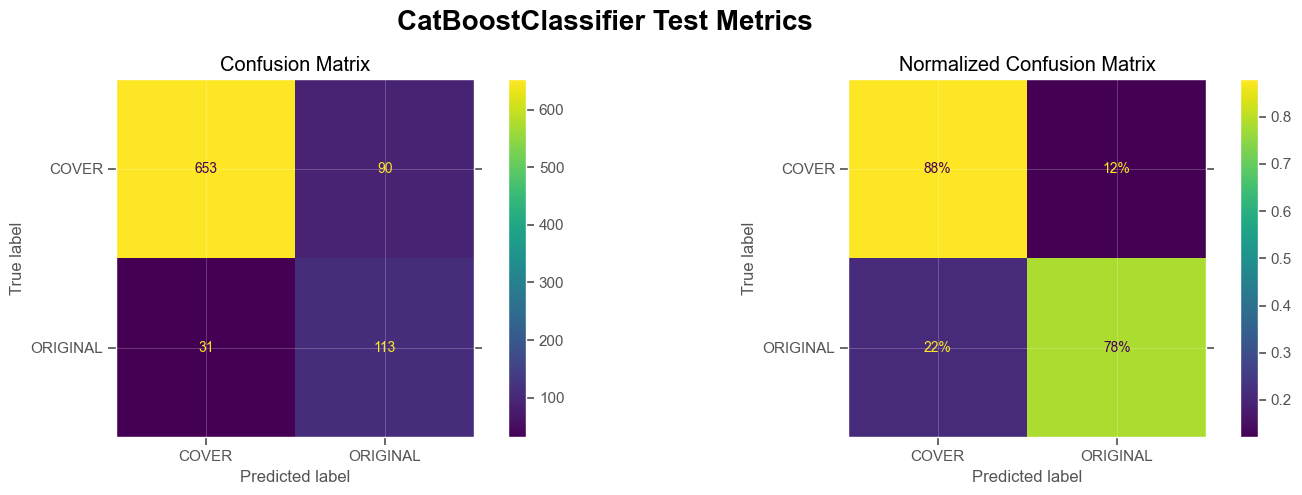 CatBoostClassifier Test Metrics
Confusion Matrix
COVER
653
90
ORIGINAL
31
113
COVER
ORIGINAL
Predicted label
True label
600
500
400
300
200
100
Normalized Confusion Matrix
COVER
88%
12%
ORIGINAL
22%
78%
COVER
ORIGINAL
Predicted label
True label
0.8
0.7
0.6
0.5
0.4
0.3
0.2